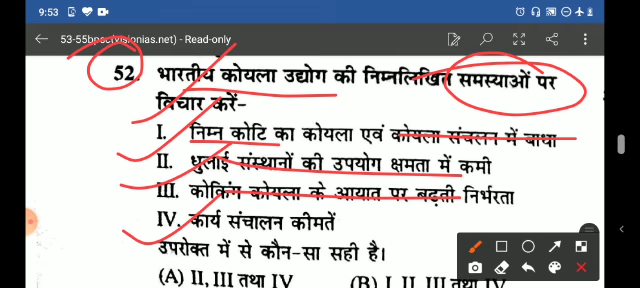 9:53
53-55bpsc(visionias.net) - Read-only
52. भारतीय कोयला उद्योग की निम्नलिखित समस्याओं पर
विचार करें-
I. निम्न कोटि का कोयला एवं कोयला संचलन में बाधा
II. धुलाई संस्थानों की उपयोग क्षमता में कमी
III. कोकिंग कोयला के आयात पर बढ़ती निर्भरता
IV. कार्य संचालन कीमतें
उपरोक्त में से कौन-सा सही है।
(A) II, III तथा IV (B) I, II, III तथा IV